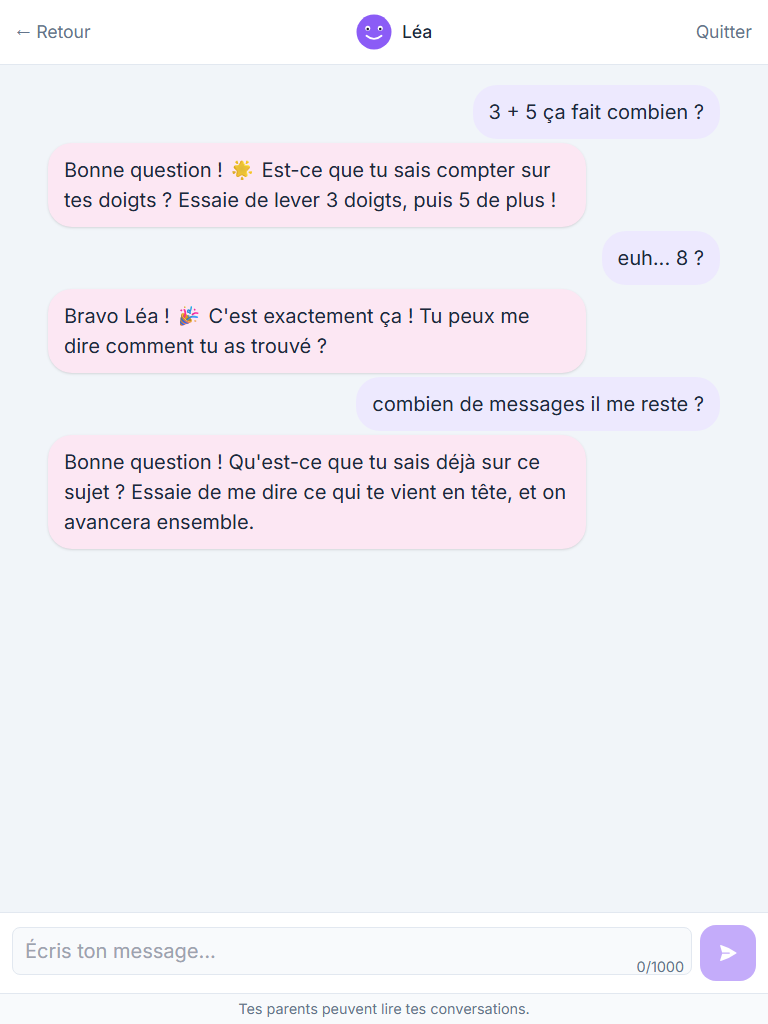 ← Retour
Léa
Quitter
3 + 5 ça fait combien ?
Bonne question ! 🌟 Est-ce que tu sais compter sur
tes doigts ? Essaie de lever 3 doigts, puis 5 de plus !
euh... 8 ?
Bravo Léa ! 🎉 C'est exactement ça ! Tu peux me
dire comment tu as trouvé ?
combien de messages il me reste ?
Bonne question ! Qu'est-ce que tu sais déjà sur ce
sujet ? Essaie de me dire ce qui te vient en tête, et on
avancera ensemble.
Écris ton message...
0/1000
Tes parents peuvent lire tes conversations.